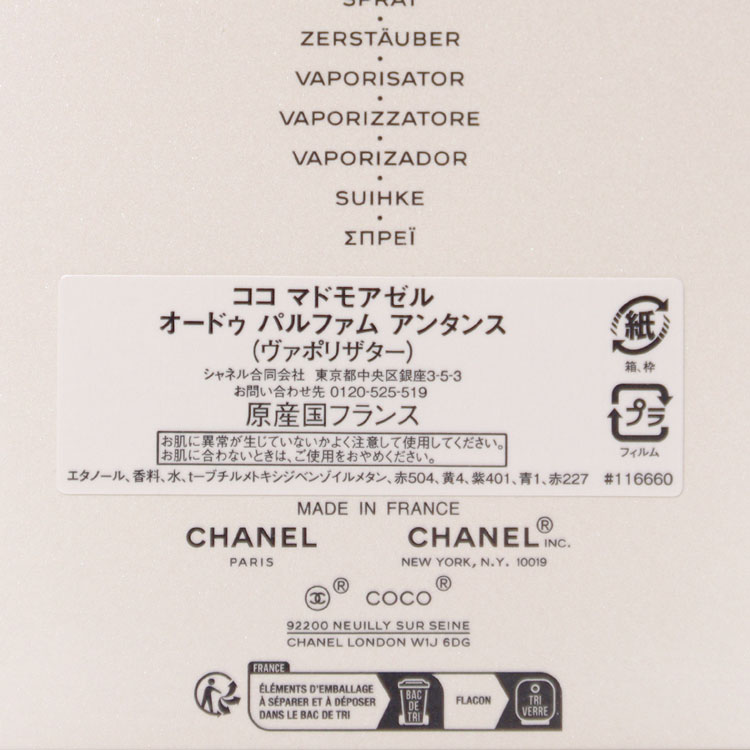 SPRAY
ZERSTÄUBER
VAPORISATOR
VAPORIZZATORE
VAPORIZADOR
SUIHKE
ΣΠΡΕΪ
ココ マドモアゼル
オードゥ パルファム アンタンス
(ヴァポリザター)
シャネル合同会社 東京都中央区銀座3-5-3
お問い合わせ先 0120-525-519
原産国フランス
お肌に異常が生じていないかよく注意して使用してください。
お肌に合わないときは、ご使用をおやめください。
エタノール、香料、水、t-ブチルメトキシジベンゾイルメタン、赤504、黄4、紫401、青1、赤227 #116660
紙
箱、枠
プラ
フィルム
MADE IN FRANCE
CHANEL CHANEL® INC.
PARIS NEW YORK, N.Y. 10019
® COCO®
92200 NEUILLY SUR SEINE
CHANEL LONDON W1J 6DG
FRANCE
ÉLÉMENTS D'EMBALLAGE
À SÉPARER ET À DÉPOSER
DANS LE BAC DE TRI
BAC
DE
TRI
FLACON
TRI
VERRE